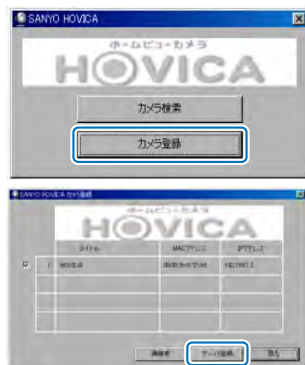 SANYO HOVICA
ホームビューカメラ
HOVICA
カメラ検索
カメラ登録
SANYO HOVICA カメラ登録
ホームビューカメラ
HOVICA
タイトル MACアドレス IPアドレス
1 HOVICA
再検索 サーバ登録 戻る